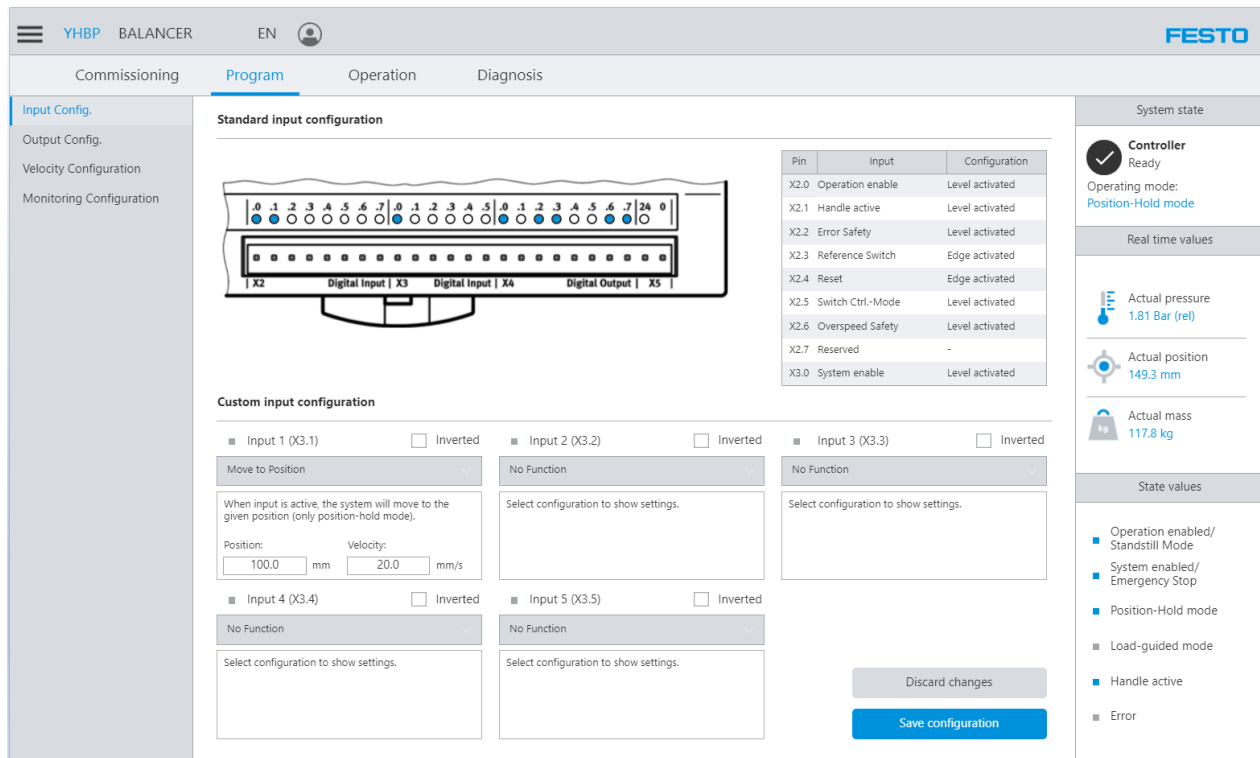 YHBP BALANCER EN FESTO
Commissioning Program Operation Diagnosis
Input Config.
Output Config.
Velocity Configuration
Monitoring Configuration
Standard input configuration
.0 .1 .2 .3 .4 .5 .6 .7 .0 .1 .2 .3 .4 .5 .0 .1 .2 .3 .4 .5 .6 .7 24 0
X2 Digital Input X3 Digital Input X4 Digital Output X5
Pin Input Configuration
X2.0 Operation enable Level activated
X2.1 Handle active Level activated
X2.2 Error Safety Level activated
X2.3 Reference Switch Edge activated
X2.4 Reset Edge activated
X2.5 Switch Ctrl.-Mode Level activated
X2.6 Overspeed Safety Level activated
X2.7 Reserved -
X3.0 System enable Level activated
Custom input configuration
Input 1 (X3.1) Inverted
Move to Position
When input is active, the system will move to the
given position (only position-hold mode).
Position: Velocity:
100.0 mm 20.0 mm/s
Input 2 (X3.2) Inverted
No Function
Select configuration to show settings.
Input 3 (X3.3) Inverted
No Function
Select configuration to show settings.
Input 4 (X3.4) Inverted
No Function
Select configuration to show settings.
Input 5 (X3.5) Inverted
No Function
Select configuration to show settings.
Discard changes
Save configuration
System state
Controller
Ready
Operating mode:
Position-Hold mode
Real time values
Actual pressure
1.81 Bar (rel)
Actual position
149.3 mm
kg
Actual mass
117.8 kg
State values
Operation enabled/
Standstill Mode
System enabled/
Emergency Stop
Position-Hold mode
Load-guided mode
Handle active
Error